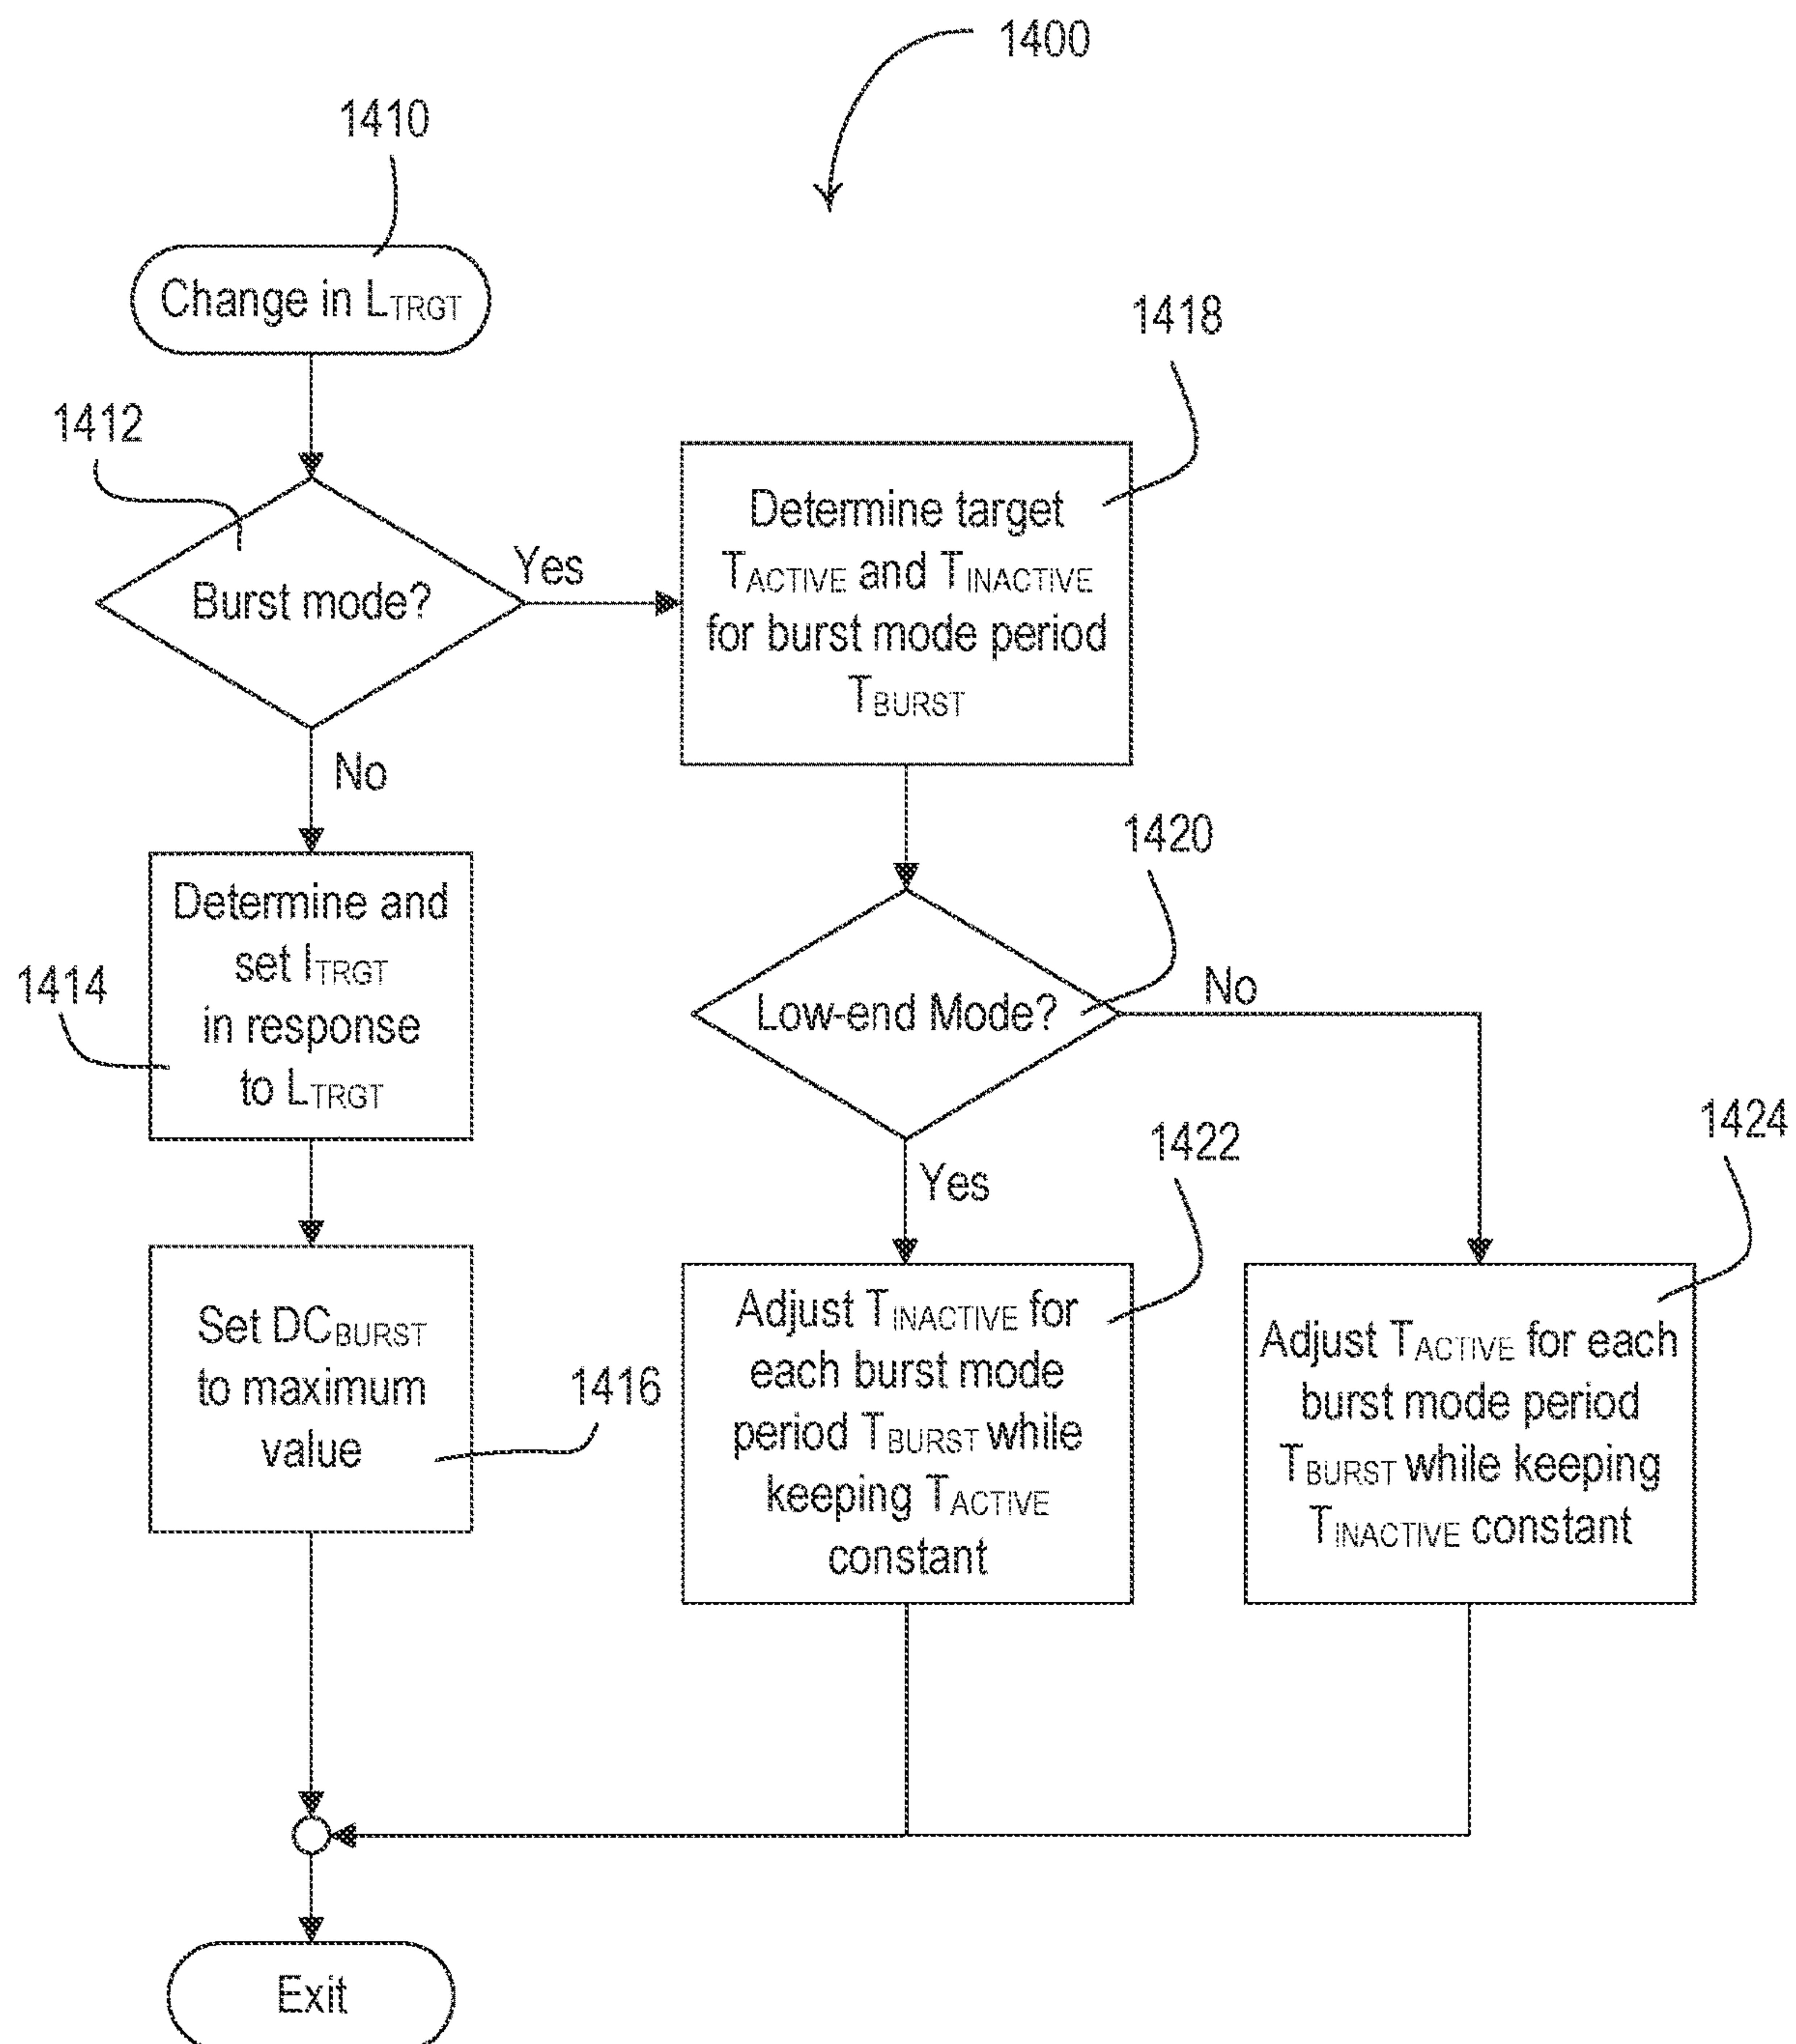 1400
1410
Change in LTRGT
1412
Burst mode?
Yes
No
1418
Determine target
TACTIVE and TINACTIVE
for burst mode period
TBURST
1414
Determine and
set ITRGT
in response
to LTRGT
1420
Low-end Mode?
No
Yes
1416
Set DCBURST
to maximum
value
1422
Adjust TINACTIVE for
each burst mode
period TBURST while
keeping TACTIVE
constant
1424
Adjust TACTIVE for each
burst mode period
TBURST while keeping
TINACTIVE constant
Exit